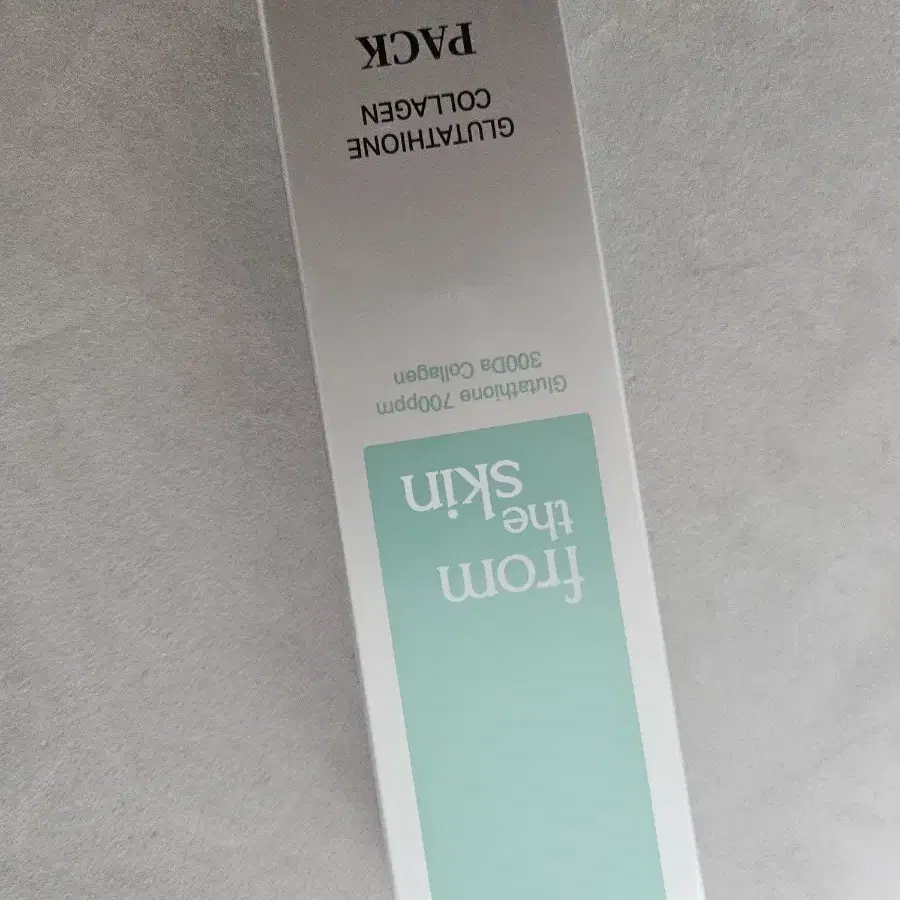 from
the
skin
Glutathione 700ppm
300Da Collagen
GLUTATHIONE
COLLAGEN
PACK